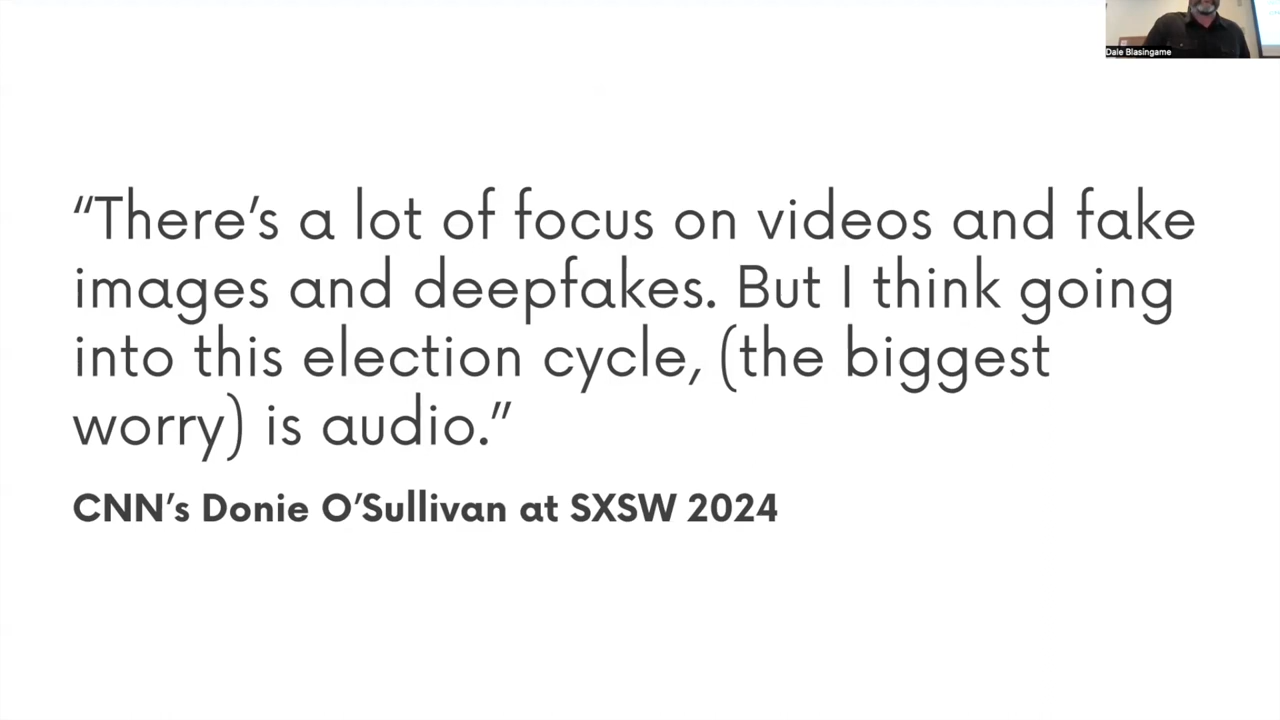 Dale Blasingame
“There’s a lot of focus on videos and fake
images and deepfakes. But I think going
into this election cycle, (the biggest
worry) is audio.”
CNN’s Donie O’Sullivan at SXSW 2024